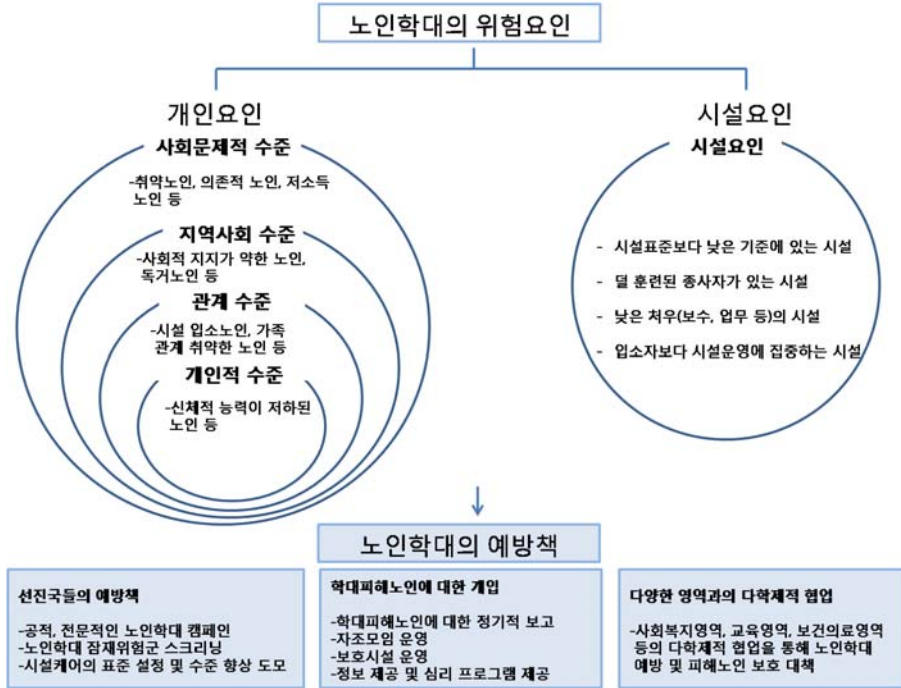 노인학대의 위험요인
개인요인
사회문제적 수준
-취약노인, 의존적 노인, 저소득
노인 등
지역사회 수준
-사회적 지지가 약한 노인,
독거노인 등
관계 수준
-시설 입소노인, 가족
관계 취약한 노인 등
개인적 수준
-신체적 능력이 저하된
노인 등
시설요인
시설요인
- 시설표준보다 낮은 기준에 있는 시설
- 덜 훈련된 종사자가 있는 시설
- 낮은 처우(보수, 업무 등)의 시설
- 입소자보다 시설운영에 집중하는 시설
노인학대의 예방책
선진국들의 예방책
-공적, 전문적인 노인학대 캠페인
-노인학대 잠재위험군 스크리닝
-시설케어의 표준 설정 및 수준 향상 도모
학대피해노인에 대한 개입
-학대피해노인에 대한 정기적 보고
-자조모임 운영
-보호시설 운영
-정보 제공 및 심리 프로그램 제공
다양한 영역과의 다학제적 협업
-사회복지영역, 교육영역, 보건의료영역
등의 다학제적 협업을 통해 노인학대
예방 및 피해노인 보호 대책